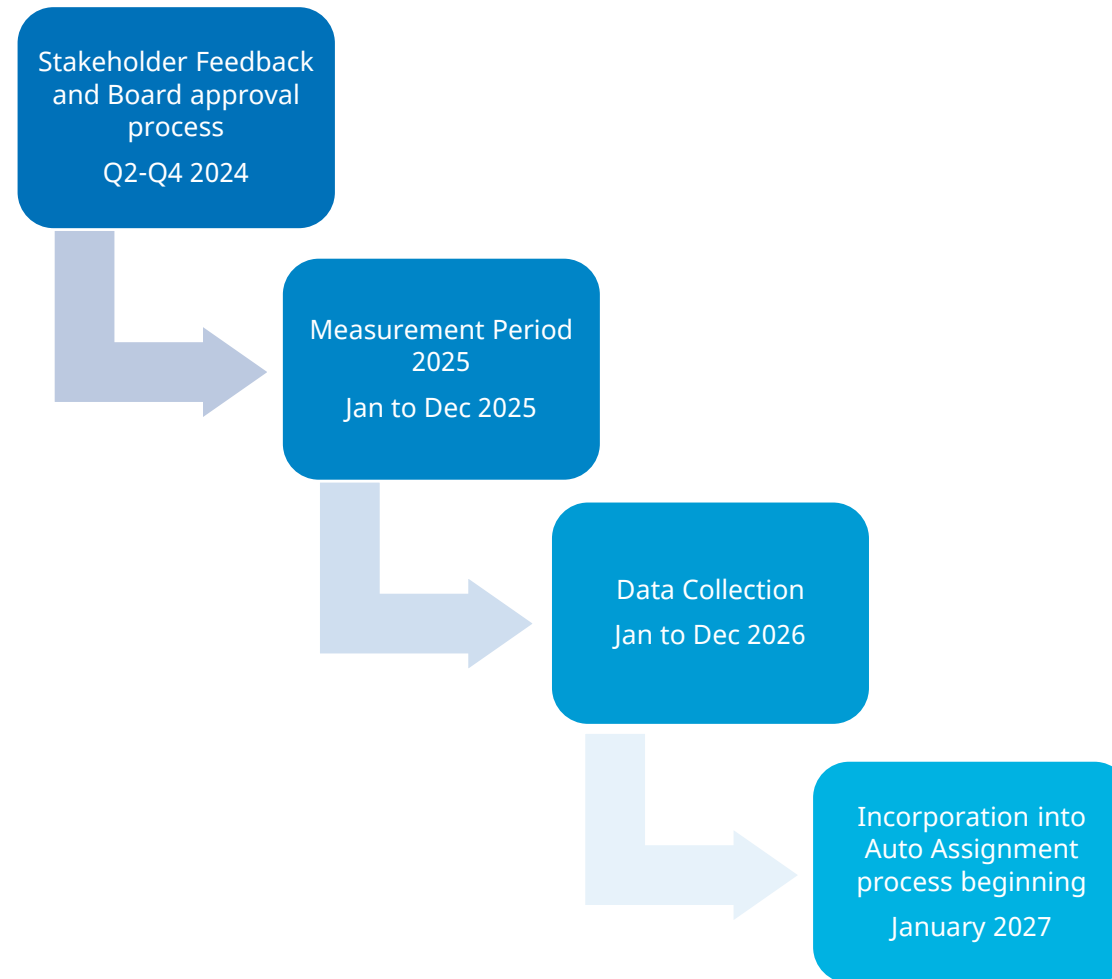 Stakeholder Feedback
and Board approval
process
Q2-Q4 2024
Measurement Period
2025
Jan to Dec 2025
Data Collection
Jan to Dec 2026
Incorporation into
Auto Assignment
process beginning
January 2027